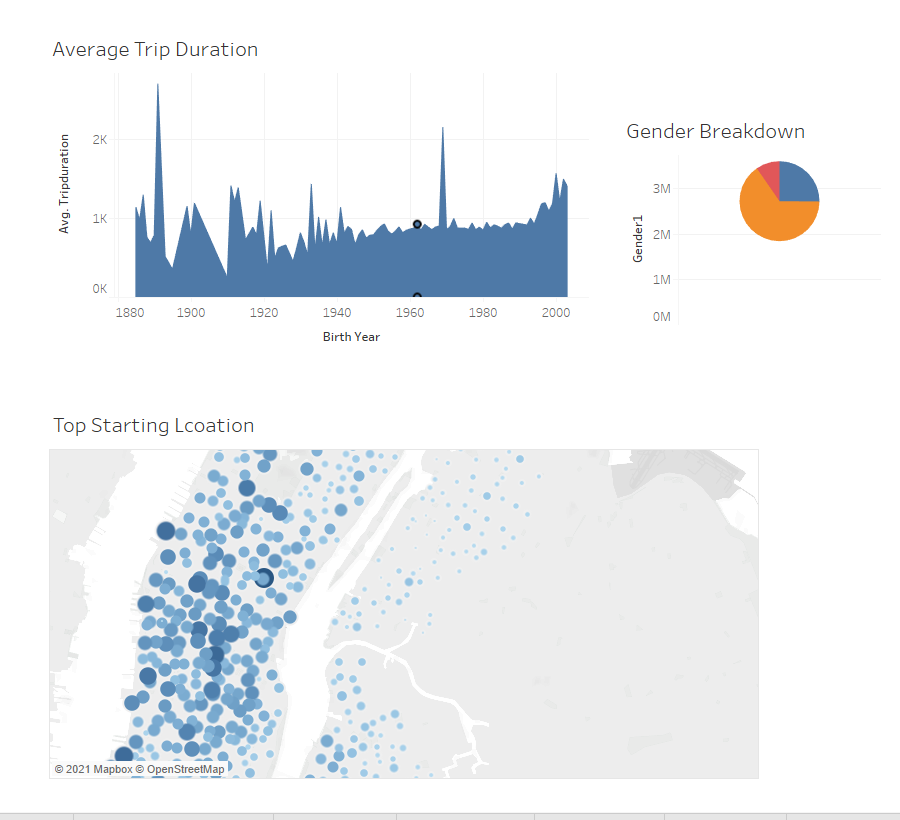 Average Trip Duration
Avg. Tripduration
2K
1K
0K
1880 1900 1920 1940 1960 1980 2000
Birth Year
Gender Breakdown
Gender1
3M
2M
1M
0M
Top Starting Lcoation
© 2021 Mapbox © OpenStreetMap